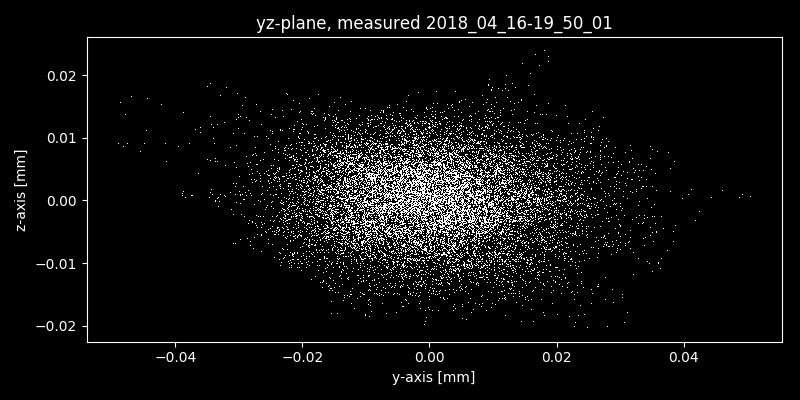 yz-plane, measured 2018_04_16-19_50_01
0.02
0.01
0.00
−0.01
−0.02
z-axis [mm]
−0.04 −0.02 0.00 0.02 0.04
y-axis [mm]